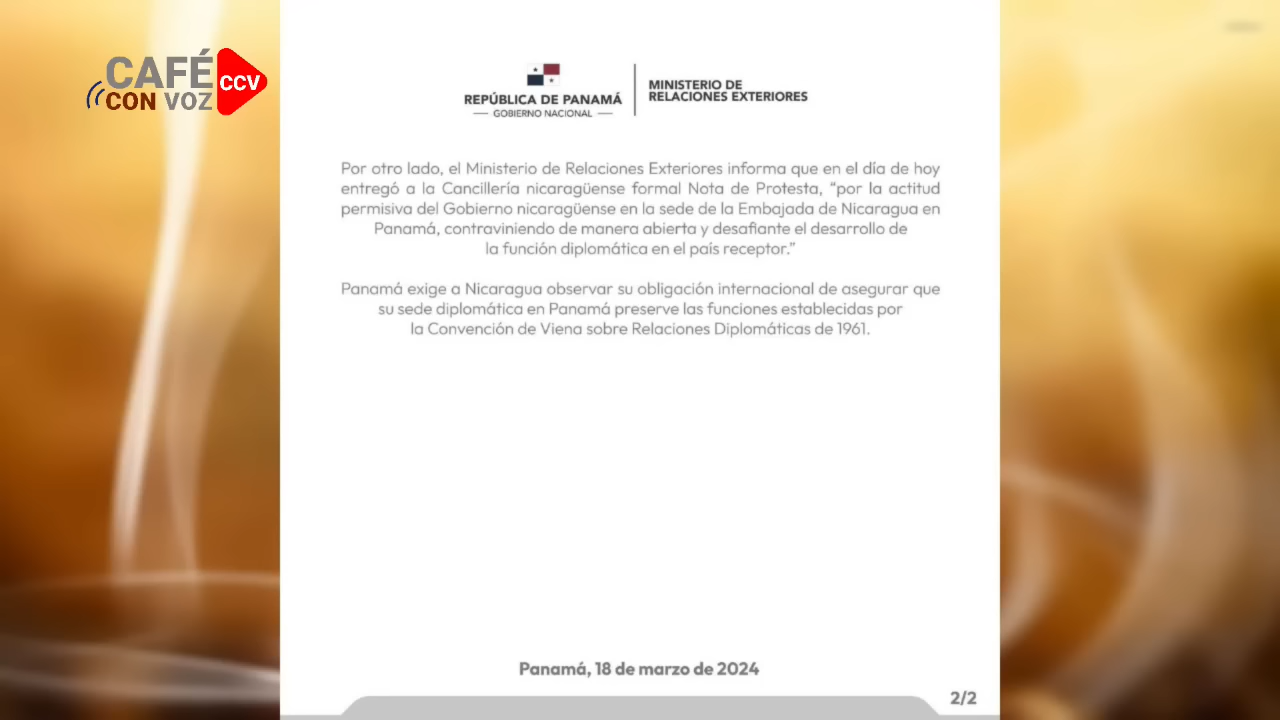 CAFÉ
CON VOZ
CCV
REPÚBLICA DE PANAMÁ
GOBIERNO NACIONAL
MINISTERIO DE
RELACIONES EXTERIORES
Por otro lado, el Ministerio de Relaciones Exteriores informa que en el día de hoy
entregó a la Cancillería nicaragüense formal Nota de Protesta, “por la actitud
permisiva del Gobierno nicaragüense en la sede de la Embajada de Nicaragua en
Panamá, contraviniendo de manera abierta y desafiante el desarrollo de
la función diplomática en el país receptor.”
Panamá exige a Nicaragua observar su obligación internacional de asegurar que
su sede diplomática en Panamá preserve las funciones establecidas por
la Convención de Viena sobre Relaciones Diplomáticas de 1961.
Panamá, 18 de marzo de 2024
2/2